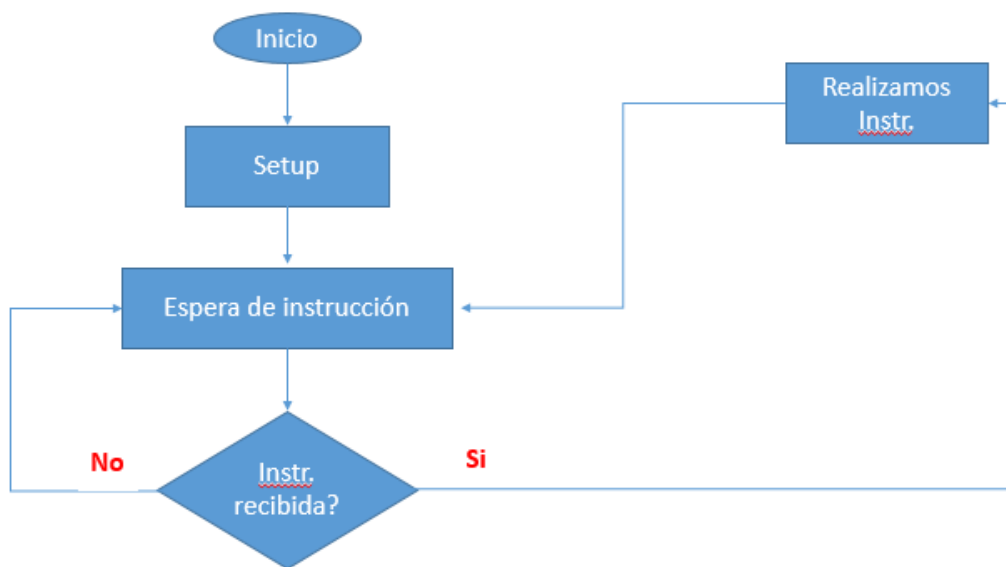 Inicio
Realizamos
Instr.
Setup
Espera de instrucción
No
Si
Instr.
recibida?